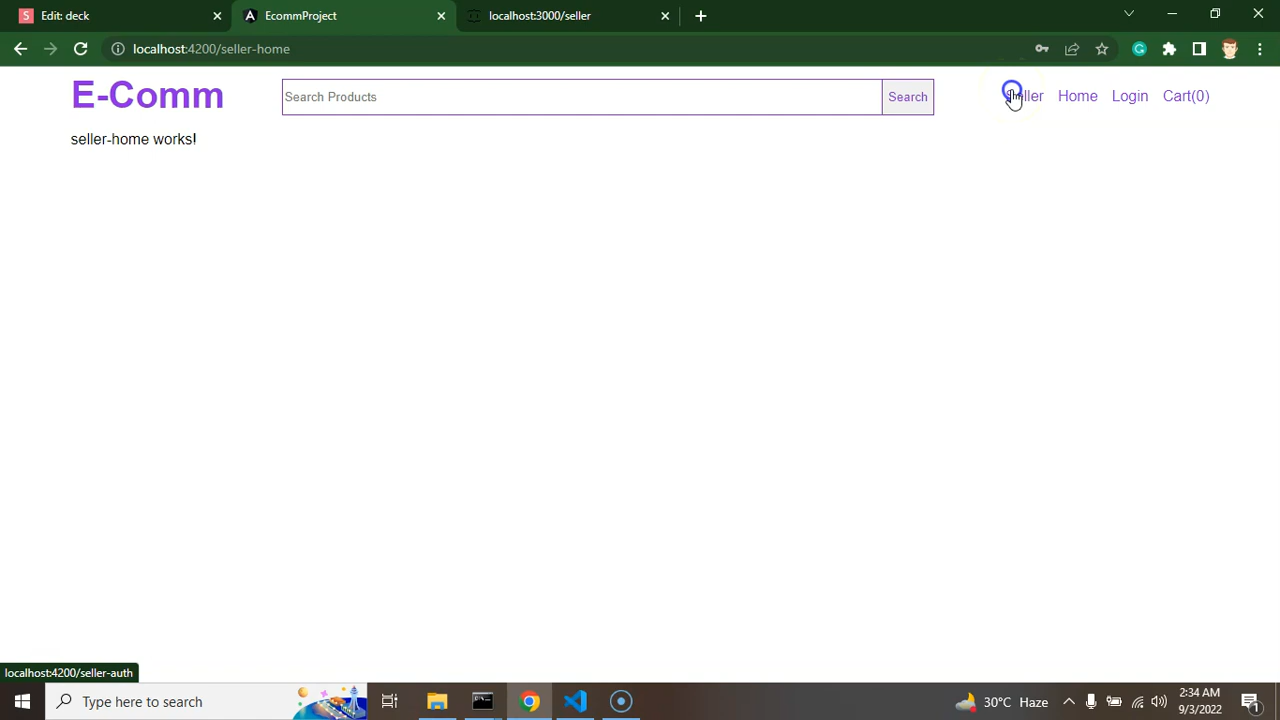 Edit: deck
EcommProject
localhost:3000/seller
localhost:4200/seller-home
E-Comm
Search Products
Search
Home
Login
Cart(0)
seller-home works!
localhost:4200/seller-auth
Type here to search
30°C Haze
2:34 AM
9/3/2022